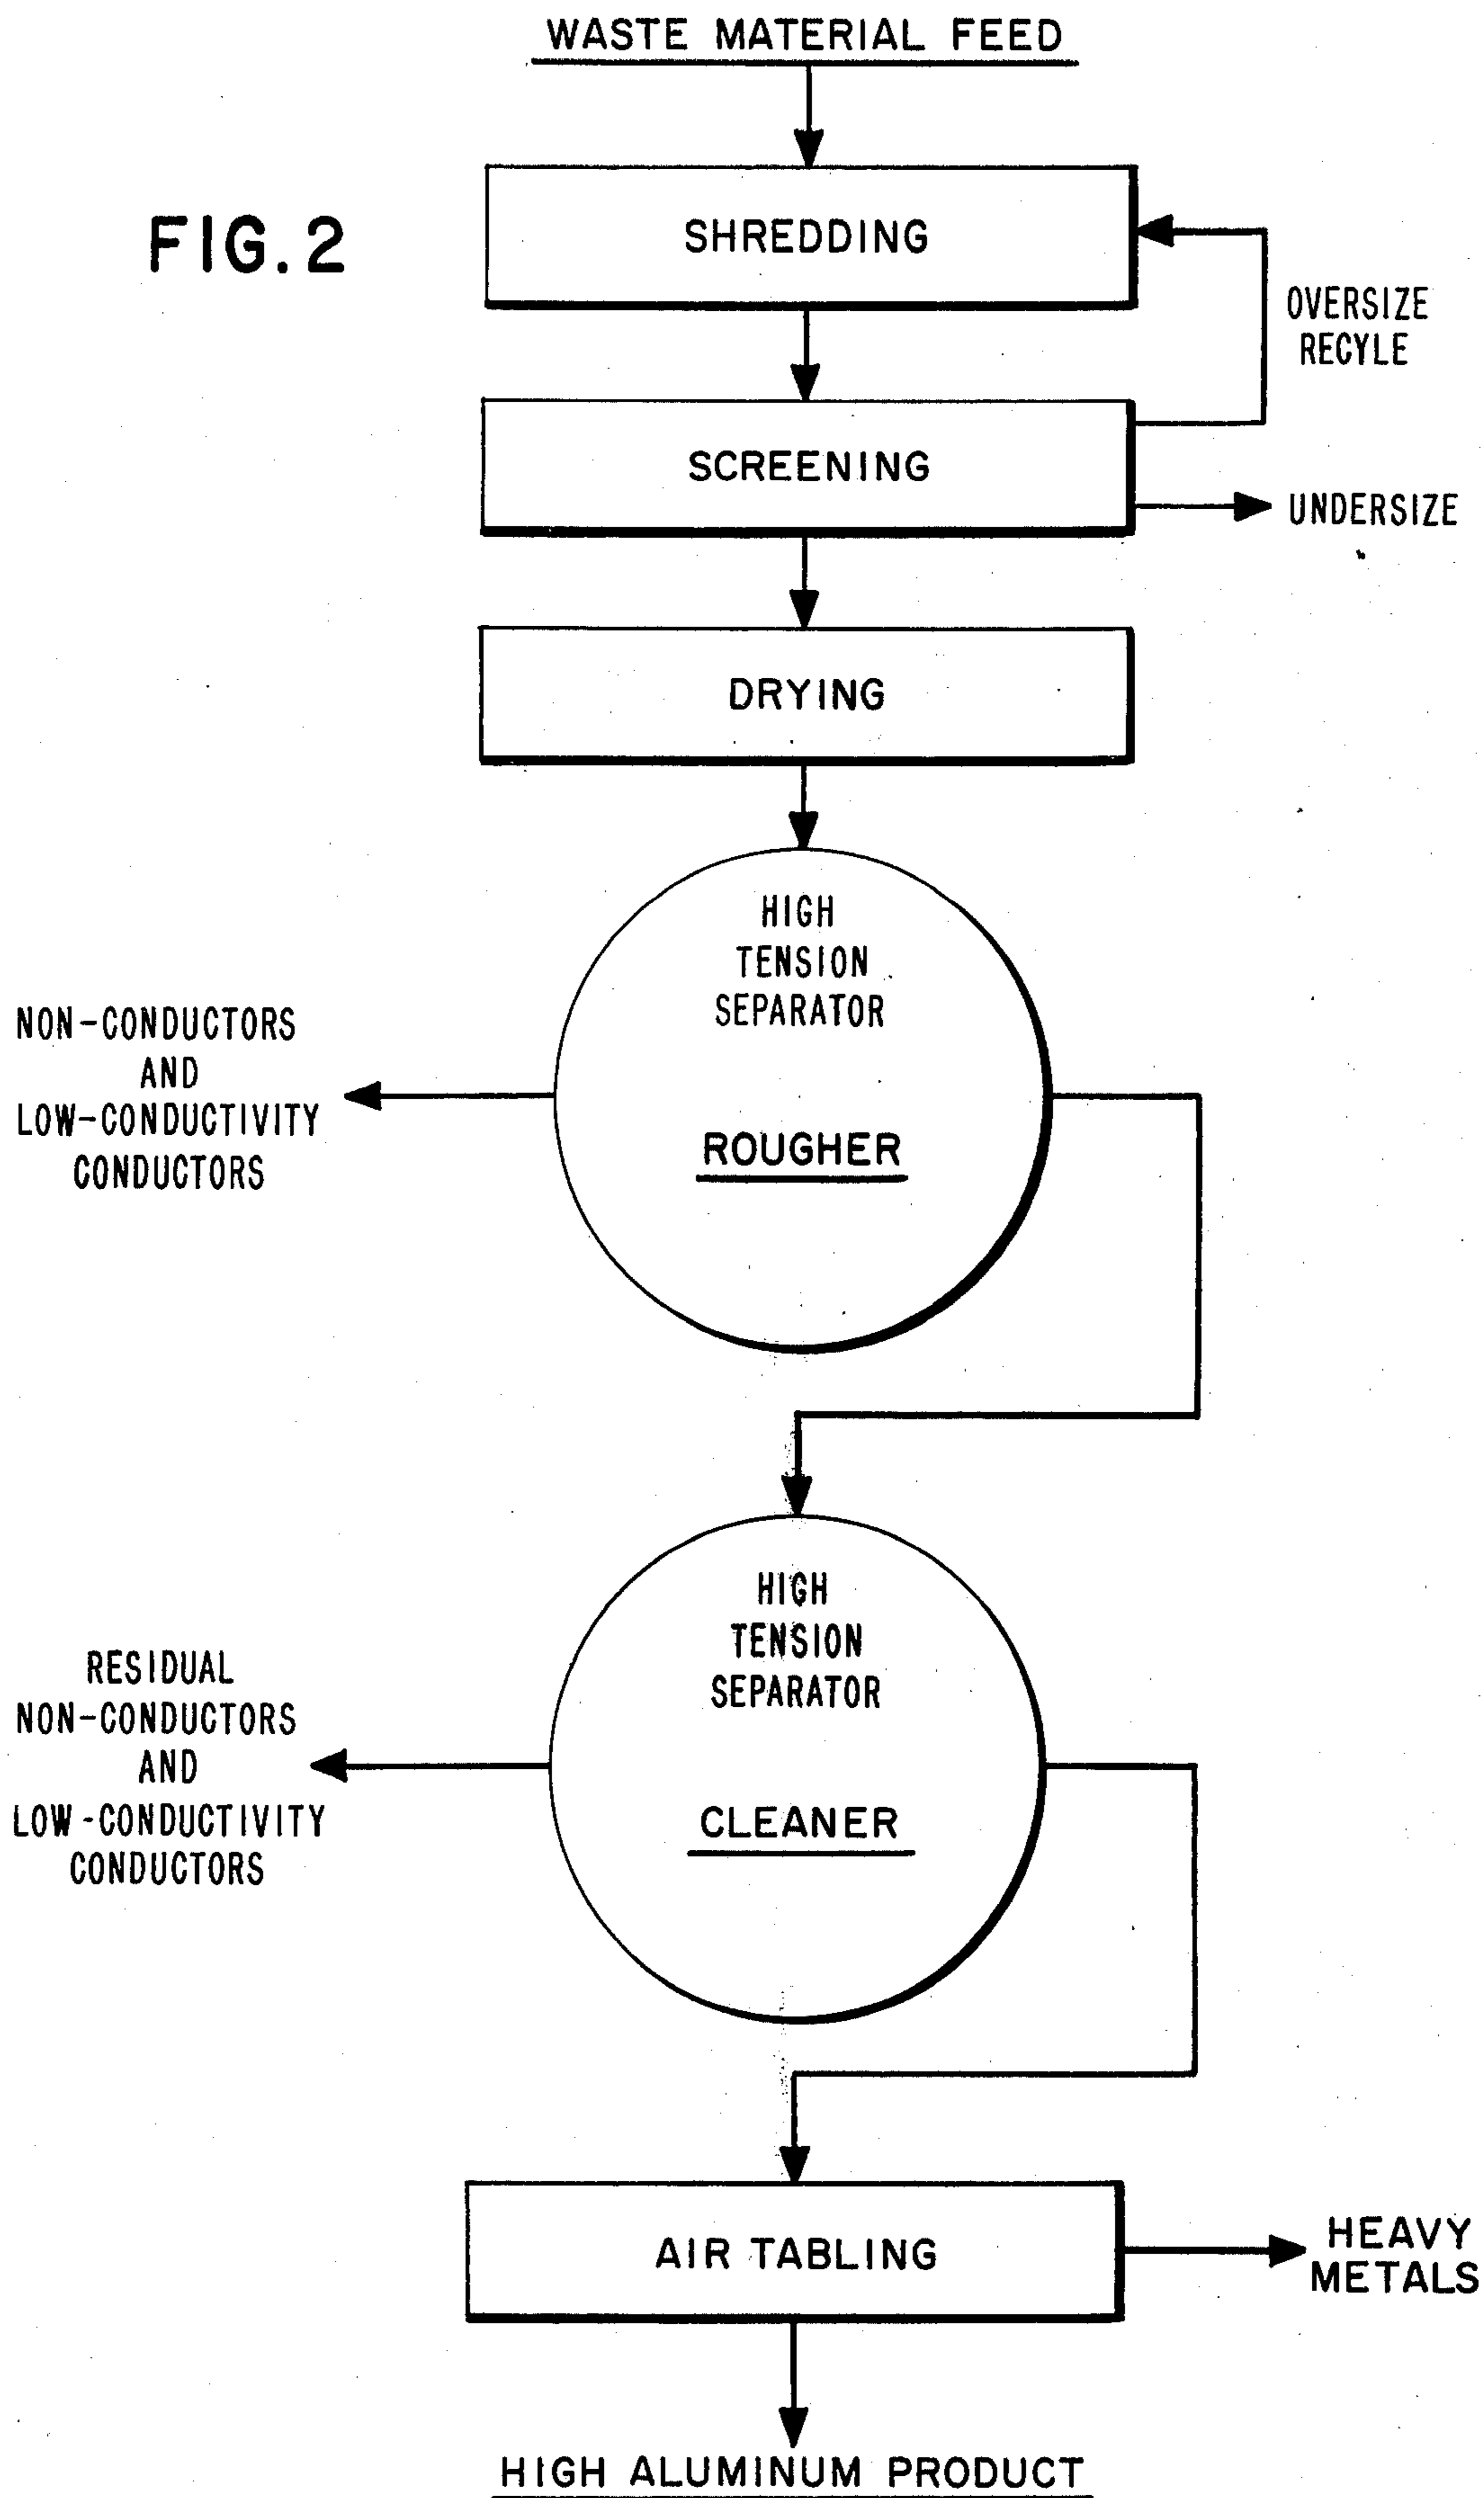 WASTE MATERIAL FEED
FIG. 2
SHREDDING
OVERSIZE
RECYLE
SCREENING
UNDERSIZE
DRYING
HIGH
TENSION
SEPARATOR
ROUGHER
NON-CONDUCTORS
AND
LOW-CONDUCTIVITY
CONDUCTORS
HIGH
TENSION
SEPARATOR
CLEANER
RESIDUAL
NON-CONDUCTORS
AND
LOW-CONDUCTIVITY
CONDUCTORS
AIR TABLING
HEAVY
METALS
HIGH ALUMINUM PRODUCT